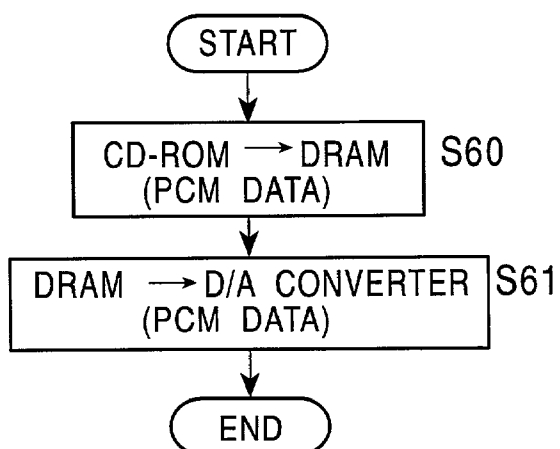 START
CD-ROM → DRAM S60
(PCM DATA)
DRAM → D/A CONVERTER S61
(PCM DATA)
END